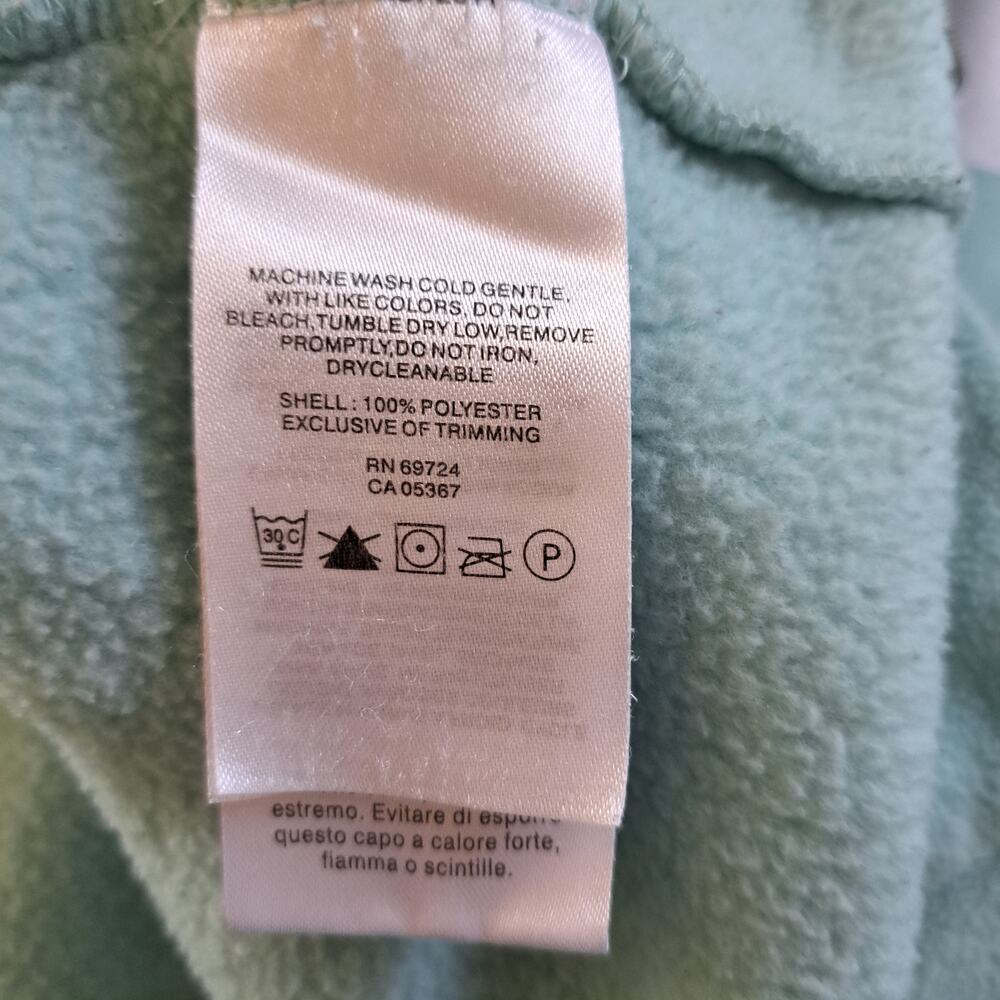 MACHINE WASH COLD GENTLE,
WITH LIKE COLORS, DO NOT
BLEACH,TUMBLE DRY LOW,REMOVE
PROMPTLY,DO NOT IRON,
DRYCLEANABLE
SHELL : 100% POLYESTER
EXCLUSIVE OF TRIMMING
RN 69724
CA 05367
30 C
P
estremo. Evitare di esporre
questo capo a calore forte,
fiamma o scintille.